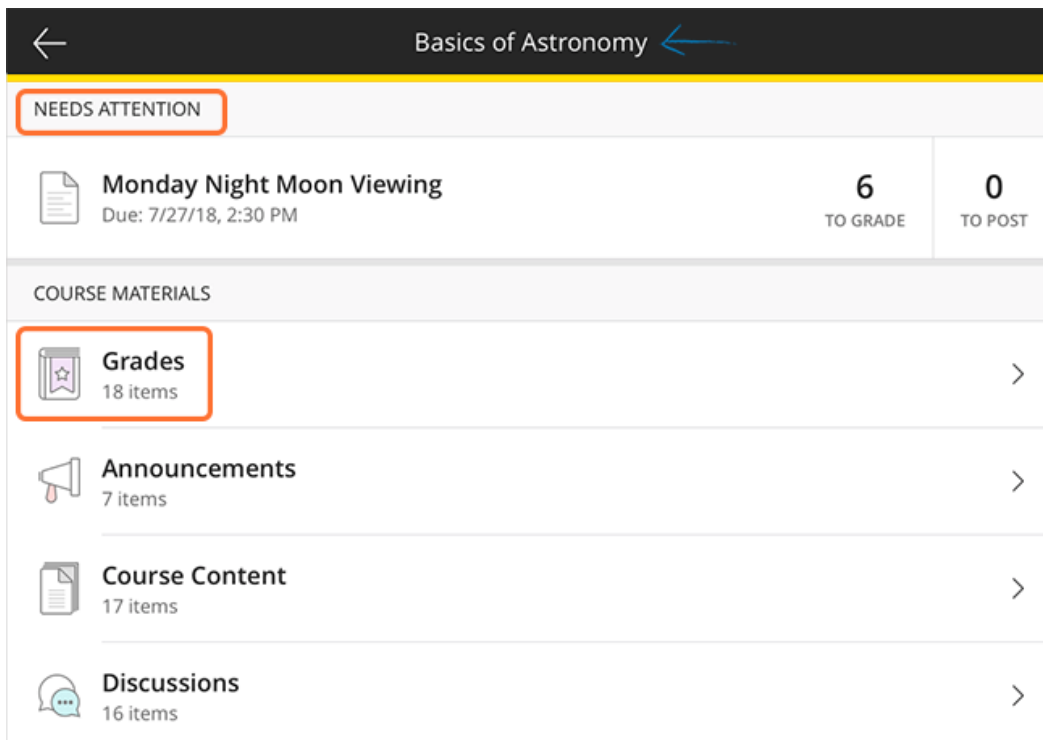 Basics of Astronomy
NEEDS ATTENTION
Monday Night Moon Viewing
Due: 7/27/18, 2:30 PM
6
TO GRADE
0
TO POST
COURSE MATERIALS
Grades
18 items
Announcements
7 items
Course Content
17 items
Discussions
16 items